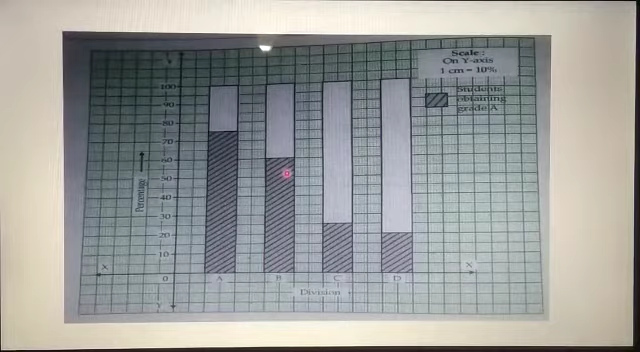 Scale :
On Y-axis
1 cm = 10%
Students
obtaining
grade A
Y
100
90
80
70
60
50
40
30
20
10
0
Percentage
X
X
A B C D
Division
Y